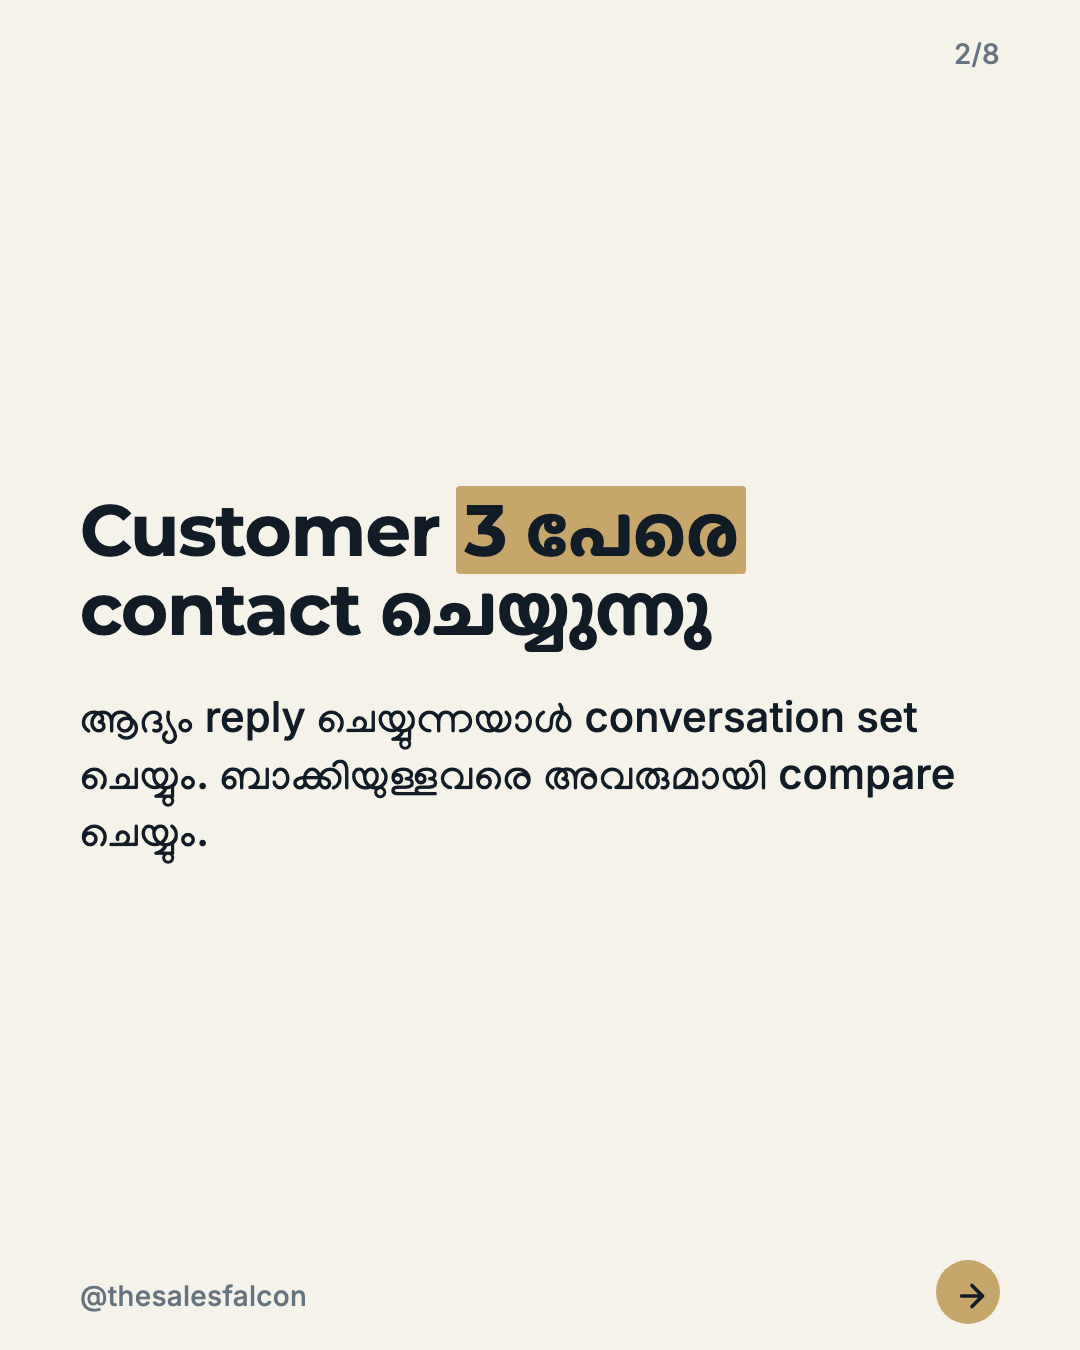 2/8
Customer 3 പേരെ
contact ചെയ്യുന്നു
ആദ്യം reply ചെയ്യുന്നയാൾ conversation set
ചെയ്യും. ബാക്കിയുള്ളവരെ അവരുമായി compare
ചെയ്യും.
@thesalesfalcon